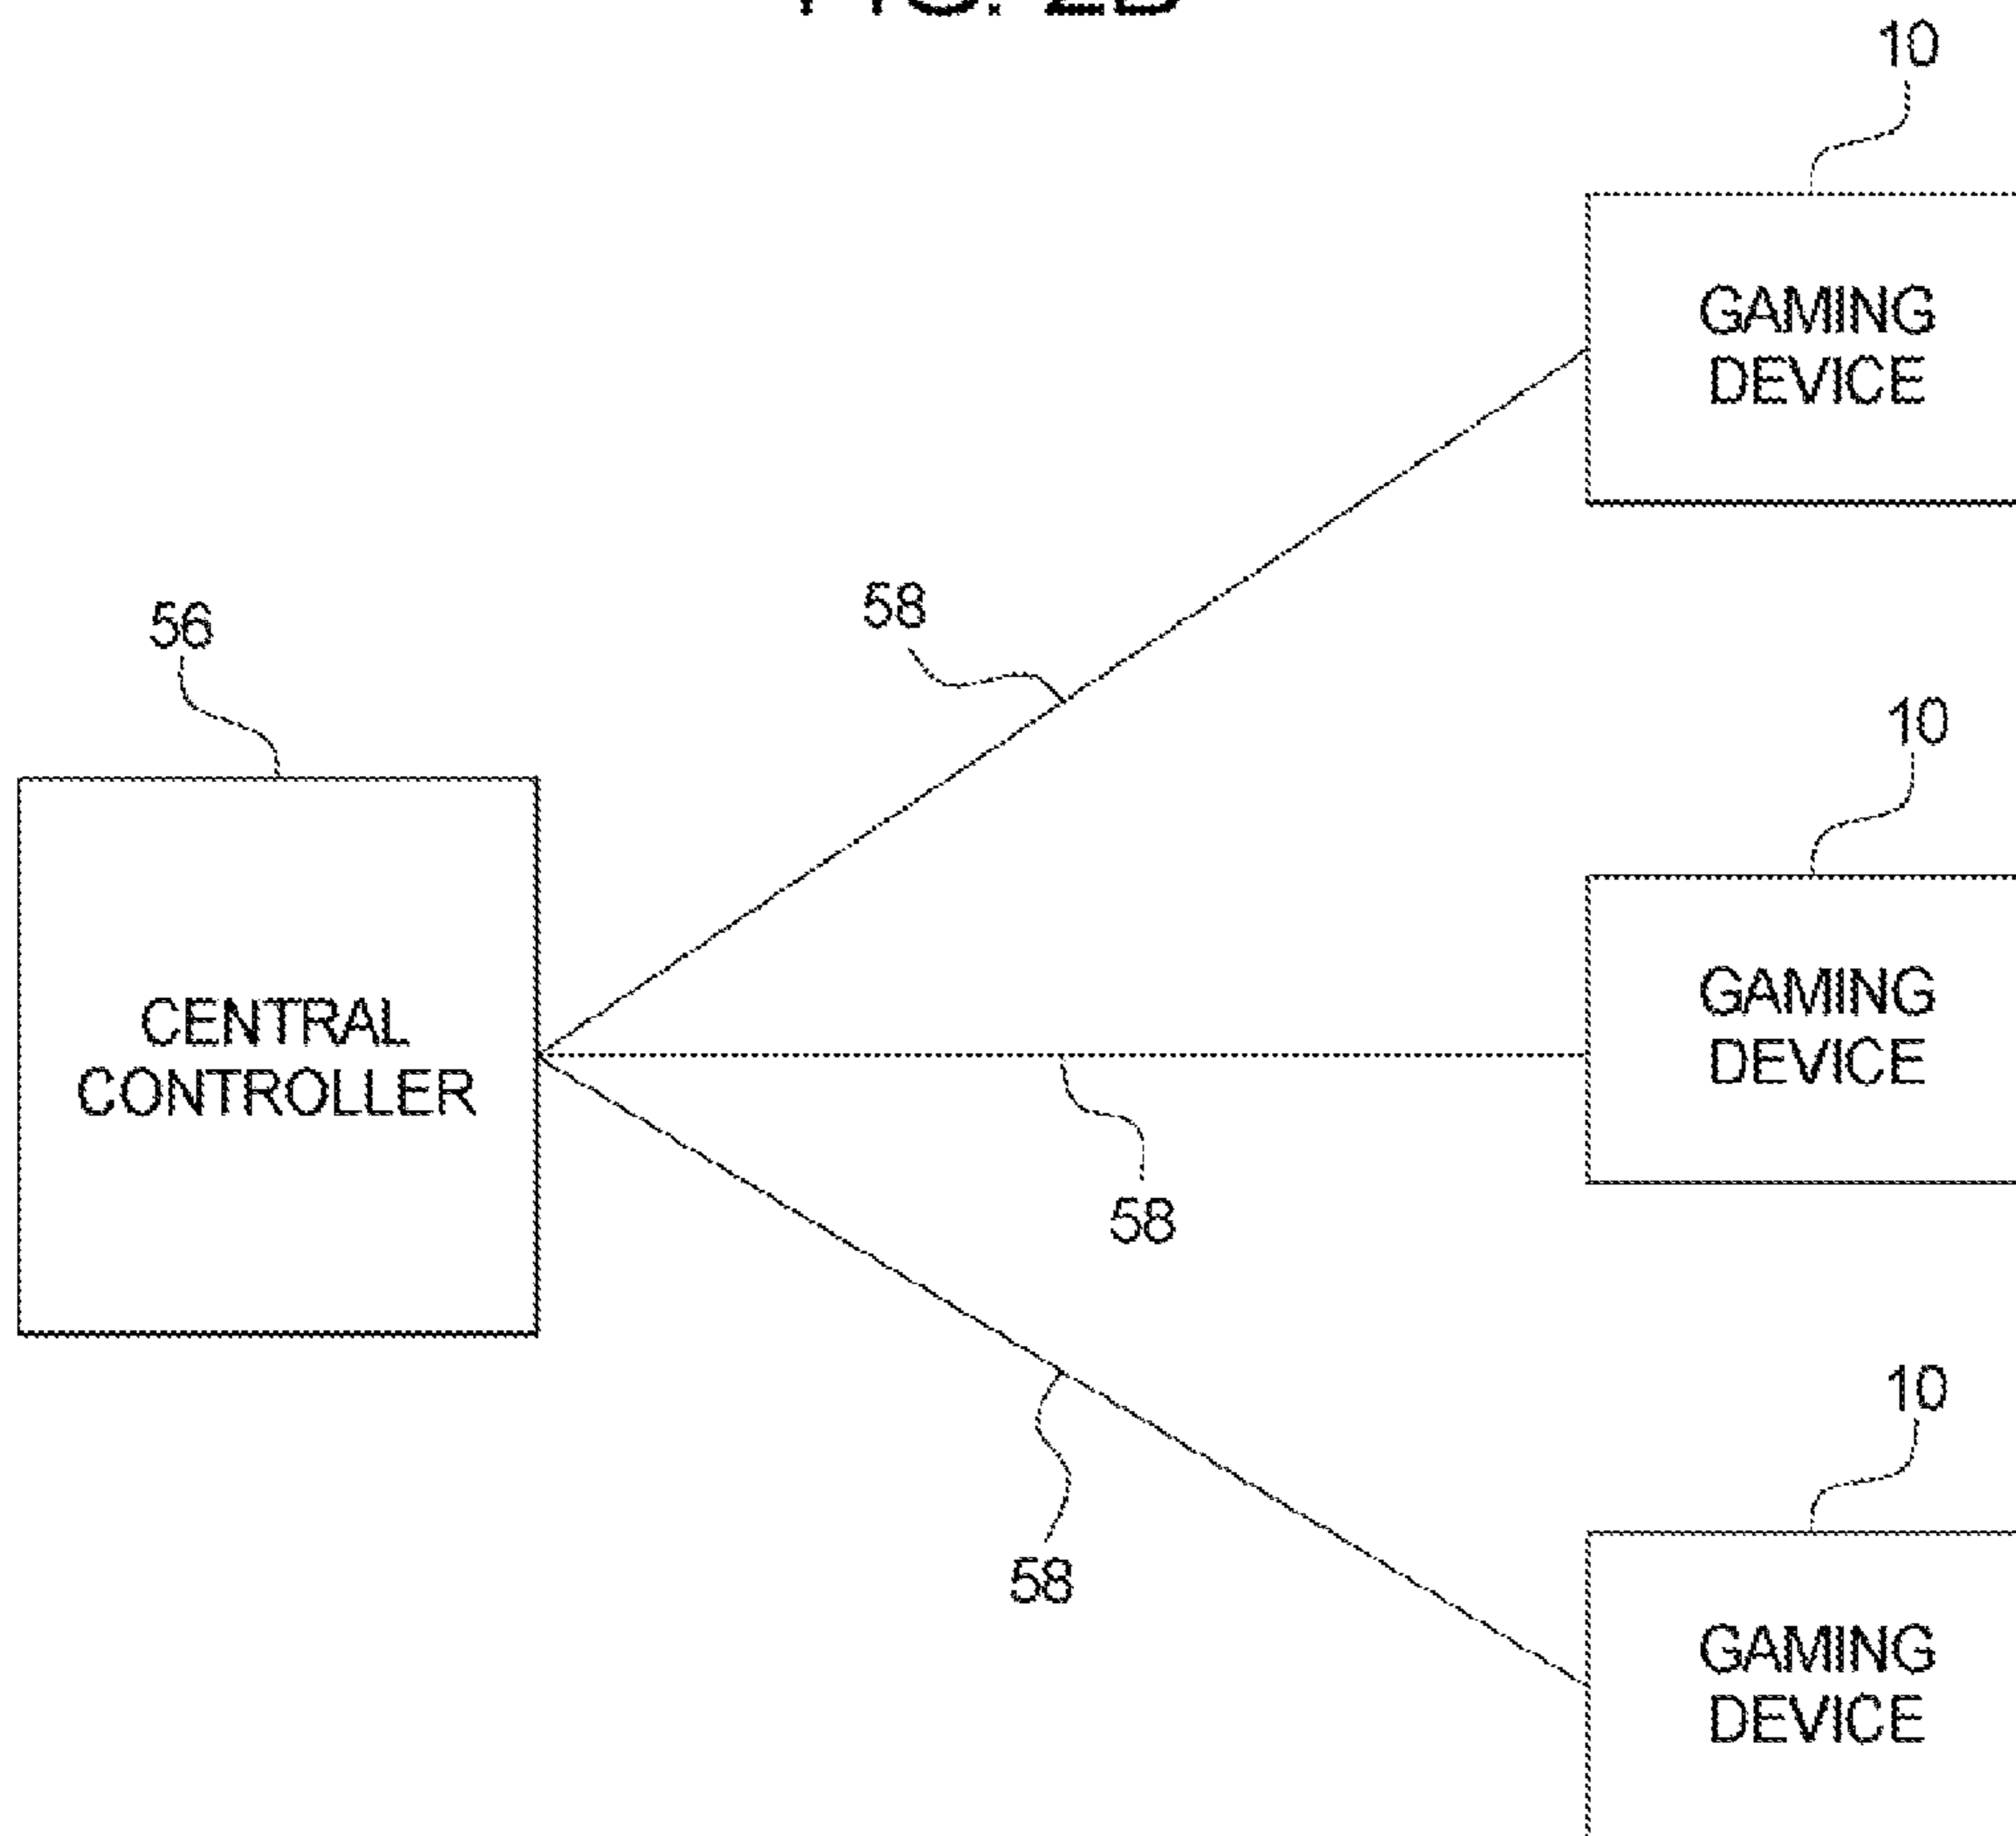 10
GAMING
DEVICE
58
56
10
CENTRAL
CONTROLLER
GAMING
DEVICE
58
10
58
GAMING
DEVICE